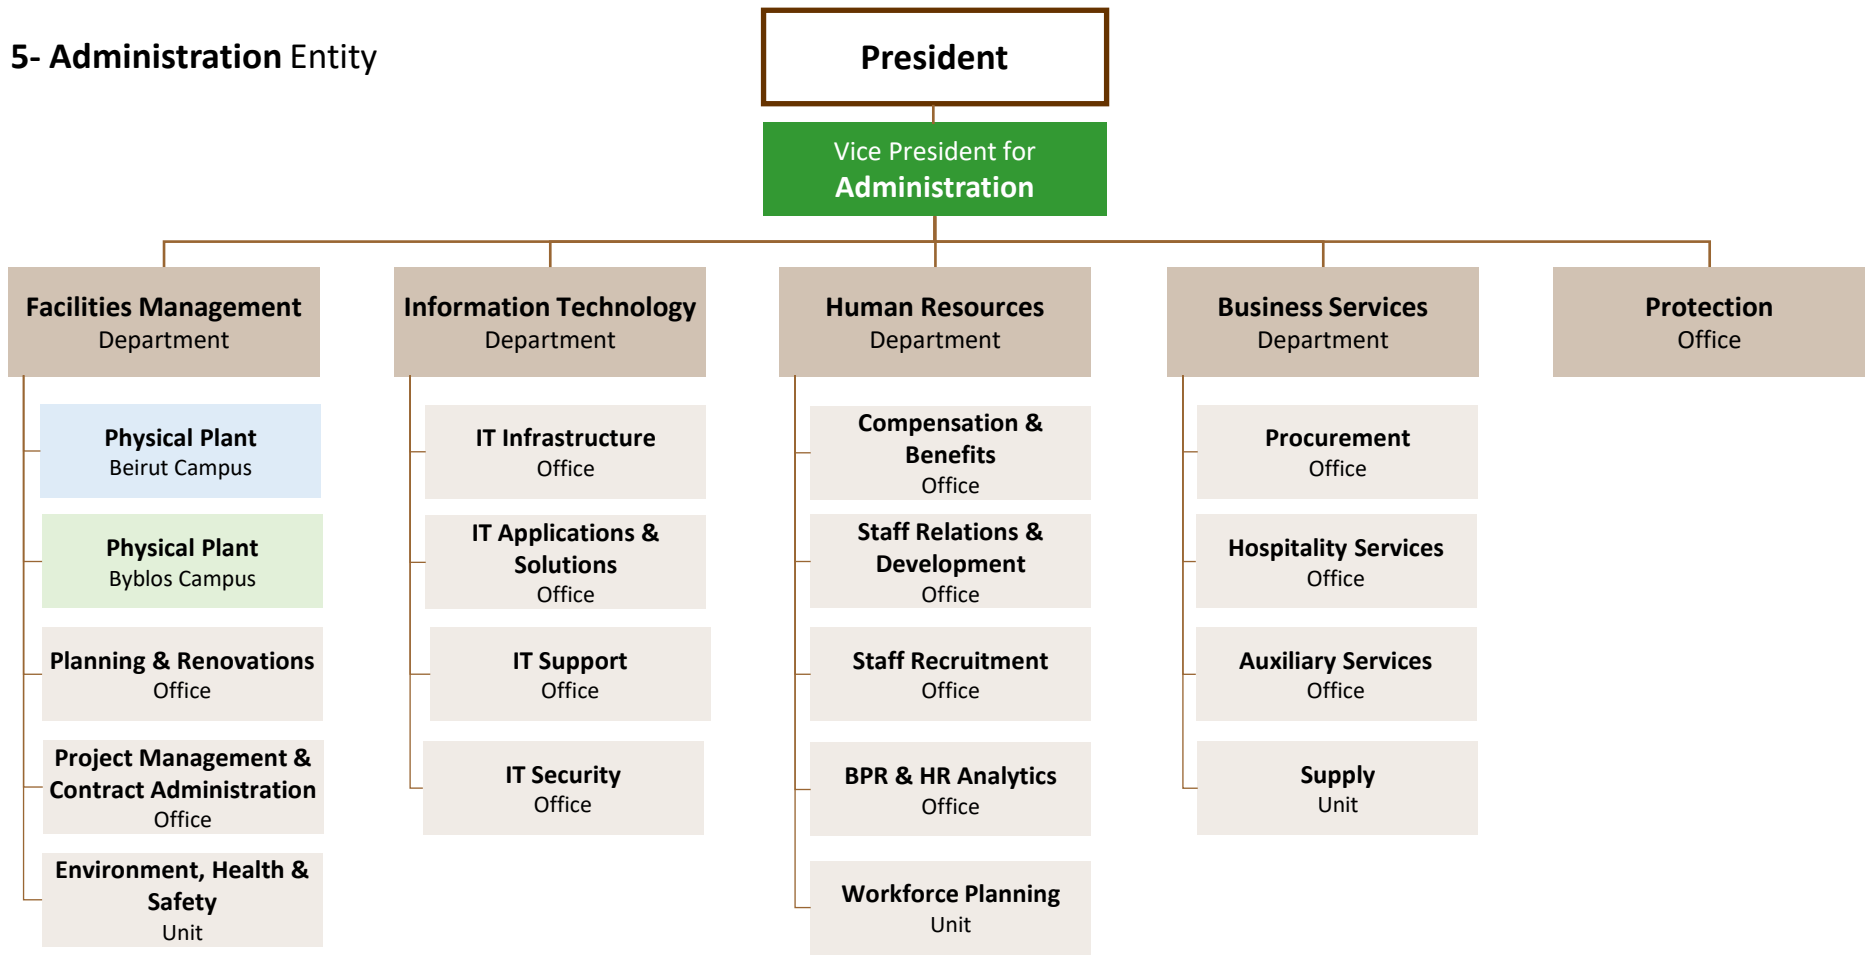 5- Administration Entity
President
Vice President for
Administration
Facilities Management
Department
Information Technology
Department
Human Resources
Department
Business Services
Department
Protection
Office
Physical Plant
Beirut Campus
Physical Plant
Byblos Campus
Planning & Renovations
Office
Project Management &
Contract Administration
Office
Environment, Health &
Safety
Unit
IT Infrastructure
Office
IT Applications &
Solutions
Office
IT Support
Office
IT Security
Office
Compensation &
Benefits
Office
Staff Relations &
Development
Office
Staff Recruitment
Office
BPR & HR Analytics
Office
Workforce Planning
Unit
Procurement
Office
Hospitality Services
Office
Auxiliary Services
Office
Supply
Unit